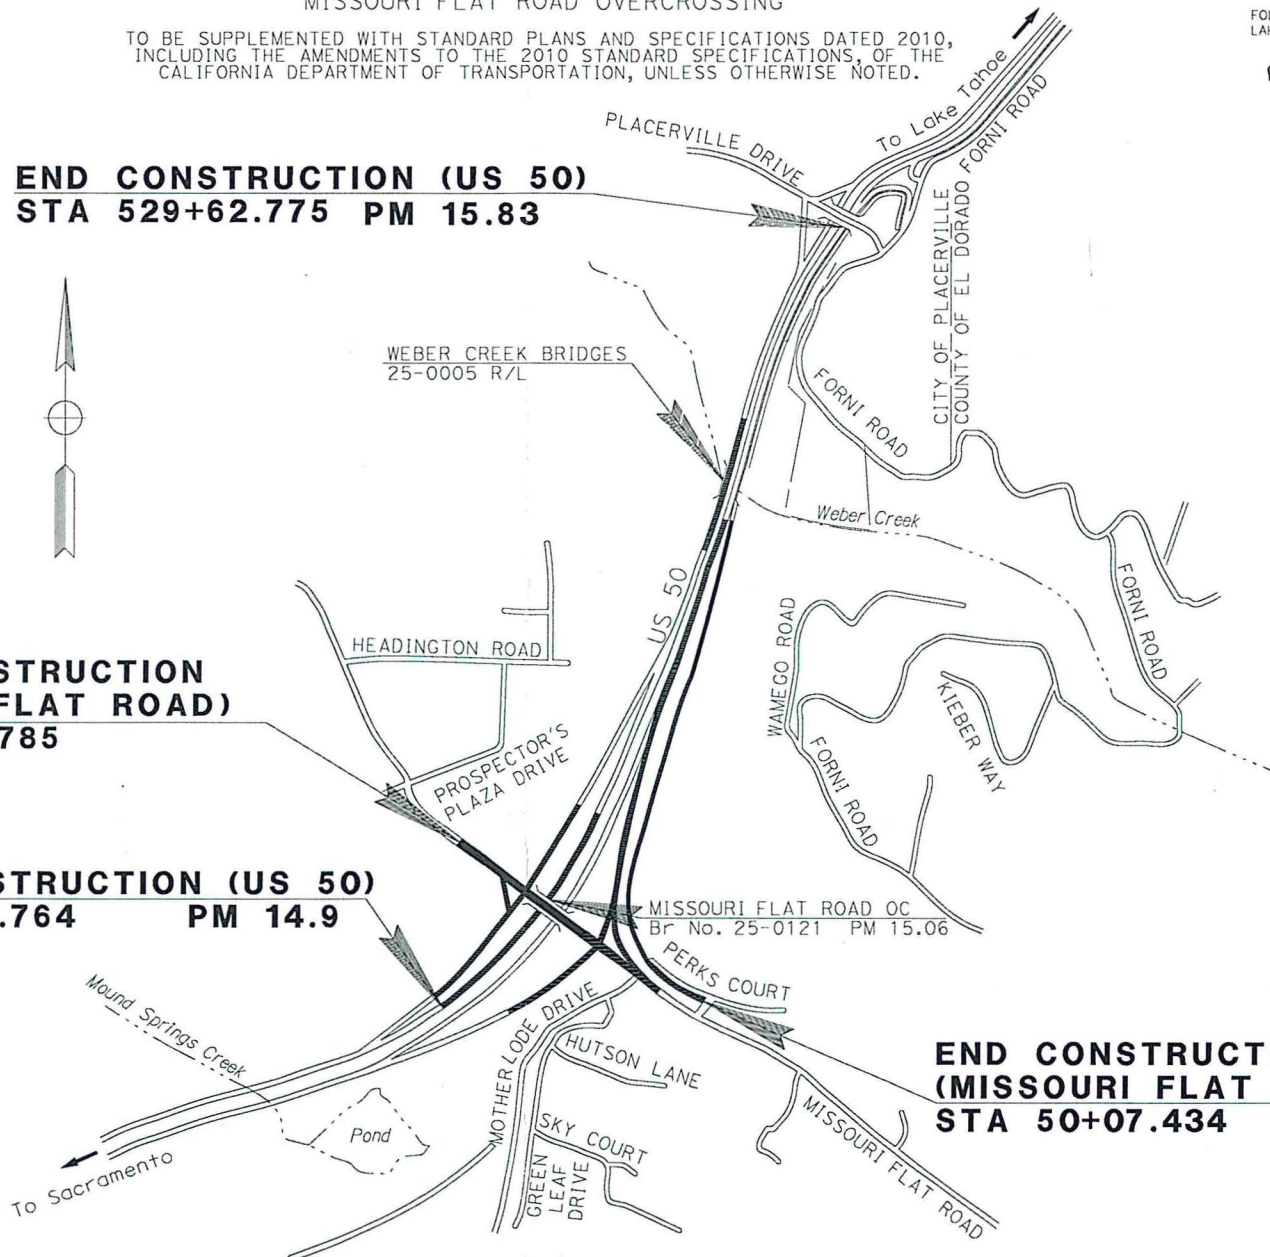 MISSOURI FLAT ROAD OVERCROSSING
TO BE SUPPLEMENTED WITH STANDARD PLANS AND SPECIFICATIONS DATED 2010,
INCLUDING THE AMENDMENTS TO THE 2010 STANDARD SPECIFICATIONS, OF THE
CALIFORNIA DEPARTMENT OF TRANSPORTATION, UNLESS OTHERWISE NOTED.
To Lake Tahoe
FORNI ROAD
PLACERVILLE DRIVE
END CONSTRUCTION (US 50)
STA 529+62.775 PM 15.83
CITY OF PLACERVILLE
COUNTY OF EL DORADO
WEBER CREEK BRIDGES
25-0005 R/L
FORNI ROAD
Weber Creek
US 50
FORNI ROAD
HEADINGTON ROAD
WAMEGO ROAD
STRUCTION
FLAT ROAD)
785
KIEBER WAY
PROSPECTOR'S
PLAZA DRIVE
FORNI ROAD
STRUCTION (US 50)
.764 PM 14.9
MISSOURI FLAT ROAD OC
Br No. 25-0121 PM 15.06
PERKS COURT
Mound Springs Creek
MOTHER LODE DRIVE
HUTSON LANE
END CONSTRUCT
(MISSOURI FLAT
STA 50+07.434
Pond
SKY COURT
GREEN
LEAF
DRIVE
MISSOURI FLAT ROAD
To Sacramento